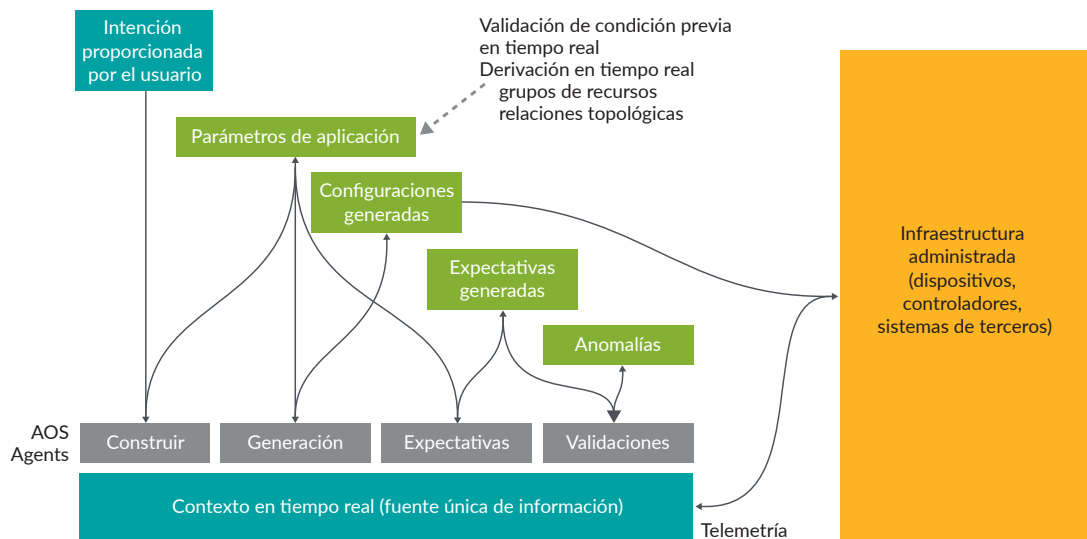 Intención
proporcionada
por el usuario
Validación de condición previa
en tiempo real
Derivación en tiempo real
grupos de recursos
relaciones topológicas
Parámetros de aplicación
Configuraciones
generadas
Expectativas
generadas
Anomalías
Infraestructura
administrada
(dispositivos,
controladores,
sistemas de terceros)
AOS
Agents
Construir
Generación
Expectativas
Validaciones
Contexto en tiempo real (fuente única de información)
Telemetría